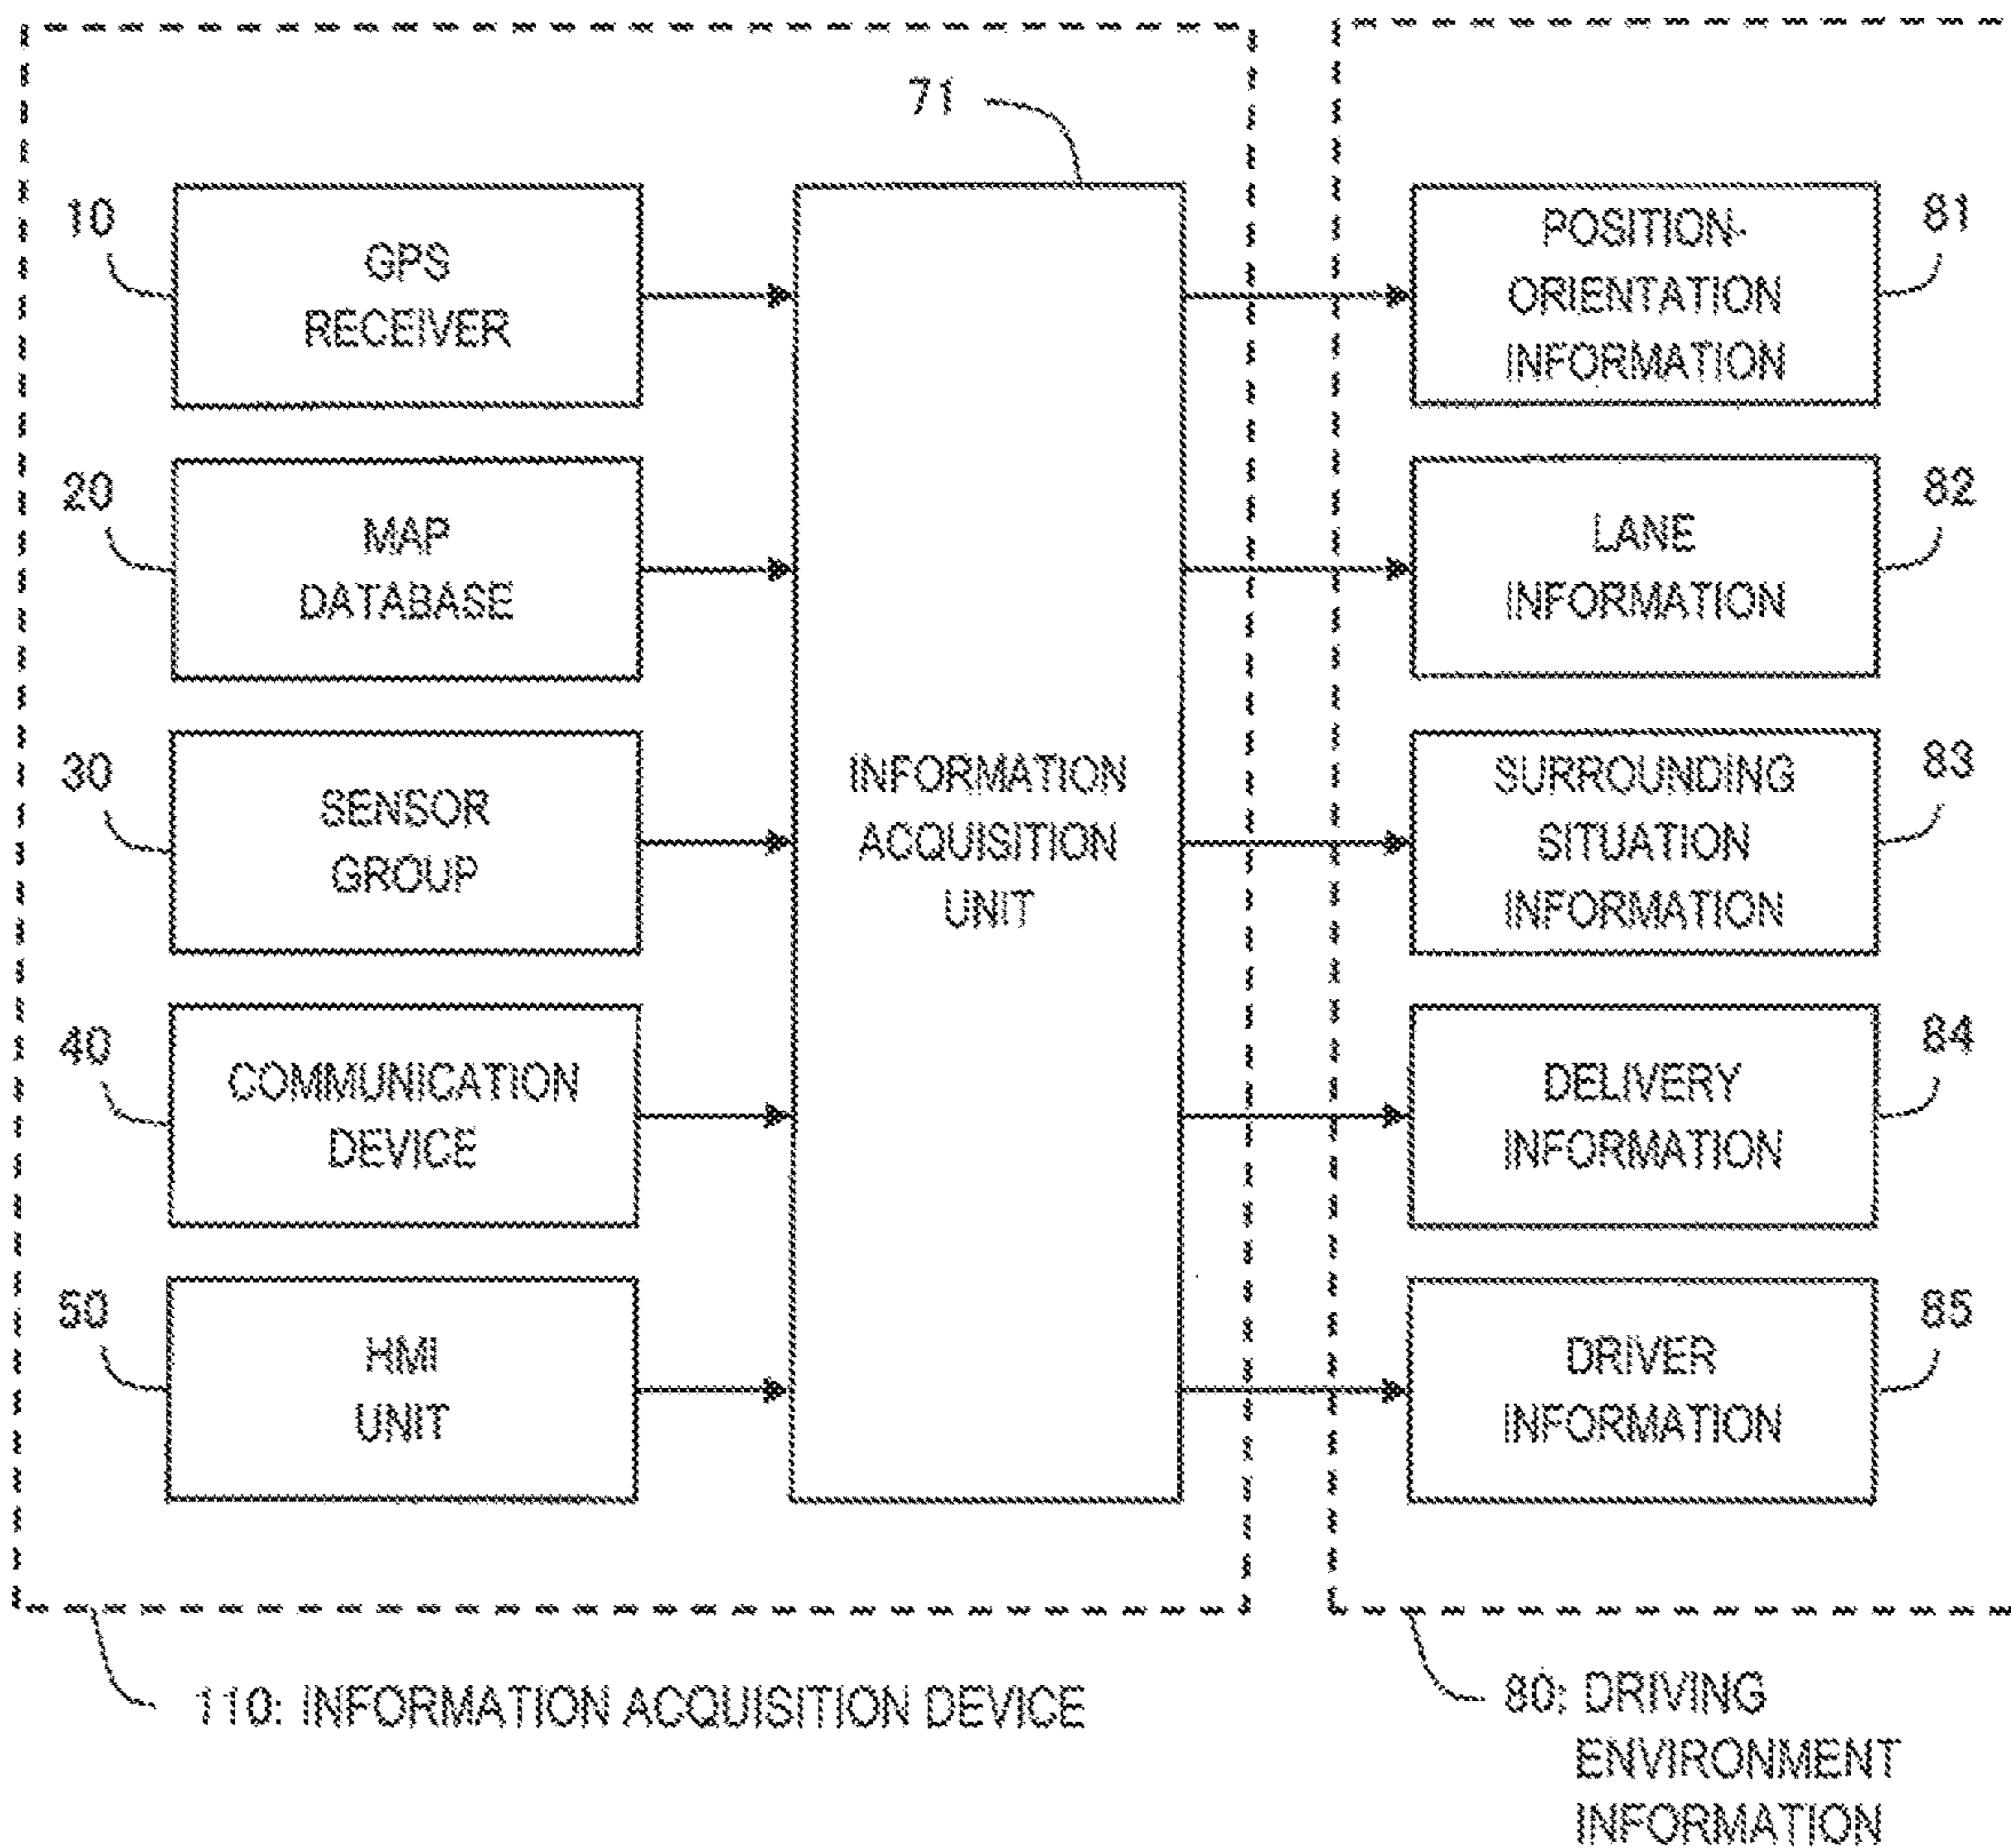 71
10
GPS
RECEIVER
POSITION-
ORIENTATION
INFORMATION
81
20
MAP
DATABASE
LANE
INFORMATION
82
30
SENSOR
GROUP
INFORMATION
ACQUISITION
UNIT
SURROUNDING
SITUATION
INFORMATION
83
40
COMMUNICATION
DEVICE
DELIVERY
INFORMATION
84
50
HMI
UNIT
DRIVER
INFORMATION
85
110: INFORMATION ACQUISITION DEVICE
80: DRIVING
ENVIRONMENT
INFORMATION